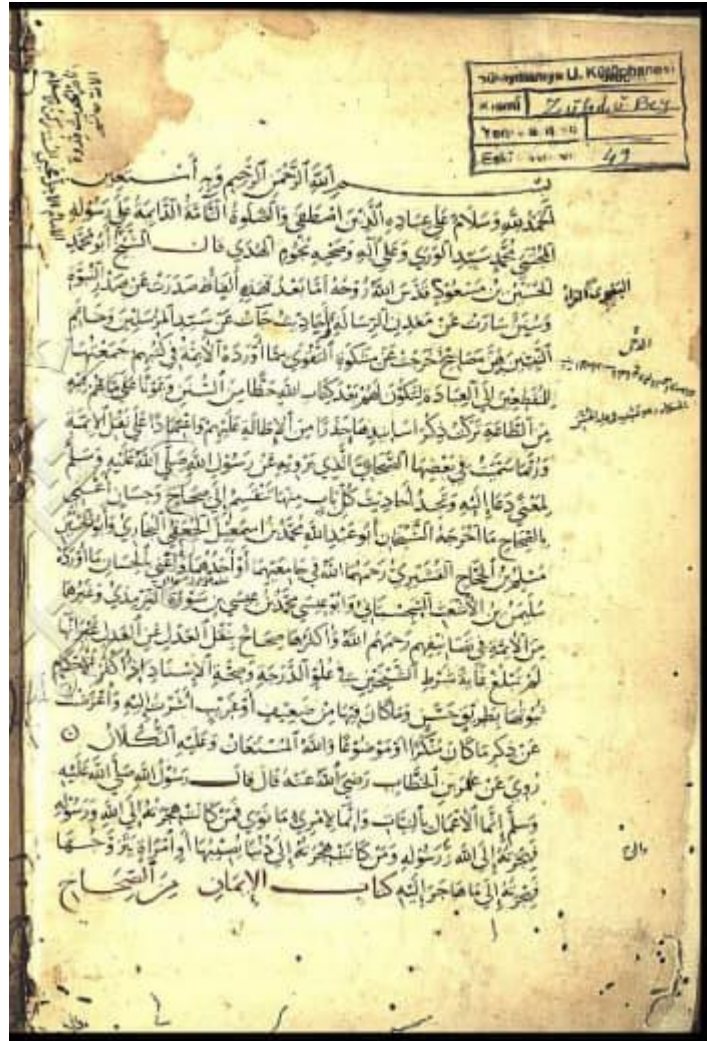 Süleymaniye U. Kütüphanesi
Kısmi Zühdü Bey
Yeni
Eski 49
بسم الله الرحمن الرحيم وبه أستعين
الحمد لله وسلام على عباده الذين اصطفى والصلوة التامة الدايمة على رسوله
المجتبى محمد سيد الورى وعلى آله وصحبه نجوم الهدى قال الشيخ أبو محمد
الحسين بن مسعود قدس الله روحه أما بعد فهذه ألفاظ صدرت عن صدر النبوة
وسنن سارت عن معدن الرسالة وأحاديث جات عن سيد المرسلين وخاتم
النبيين هن مصابيح خرجت عن مشكوة التقوى مما أورده الأيمة في كتبهم جمعتها
للمنقطعين إلى العبادة لتكون لهم بعد كتاب الله حظا من السنن وعونا على ما هم فيه
من الطاعة تركت ذكر اسانيدها حذرا من الإطالة عليهم واعتمادا على نقل الايمة
وربما سميت في بعضها الصحابي الذي يرويه عن رسول الله صلى الله عليه وسلم
لمعنى دعا إليه وتجد أحاديث كل باب منها تنقسم إلى صحاح وحسان أعني
بالصحاح ما أخرجه الشيخان أبو عبد الله محمد بن اسمعيل الجعفي البخاري وأبو الحسين
مسلم بن الحجاج القشيري رحمهما الله في جامعيهما أو أحدهما وأعني بالحسان ما أورده
سليمن بن الأشعث السجستاني وأبو عيسى محمد بن عيسى بن سورة الترمذي وغيرهما
من الأيمة في تصانيفهم رحمهم الله وأكثرها صحاح بنقل العدل عن العدل غير أنها
لم تبلغ غاية شرط الشيخين في علو الدرجة وصحة الإسناد إذ أكثر
ثبوتها بطريق حسن وما كان فيها من ضعيف أو غريب أشرت إليه وأعرضت
عن ذكر ما كان منكرا أو موضوعا والله المستعان وعليه التكلان
روي عن عمر بن الخطاب رضي الله عنه قال قال رسول الله صلى الله عليه
وسلم إنما الأعمال بالنيات وإنما لامرئ ما نوى فمن كانت هجرته إلى الله ورسوله
فهجرته إلى الله ورسوله ومن كانت هجرته إلى دنيا يصيبها أو امرأة يتزوجها
فهجرته إلى ما هاجر إليه كتاب الإيمان من الصحاح